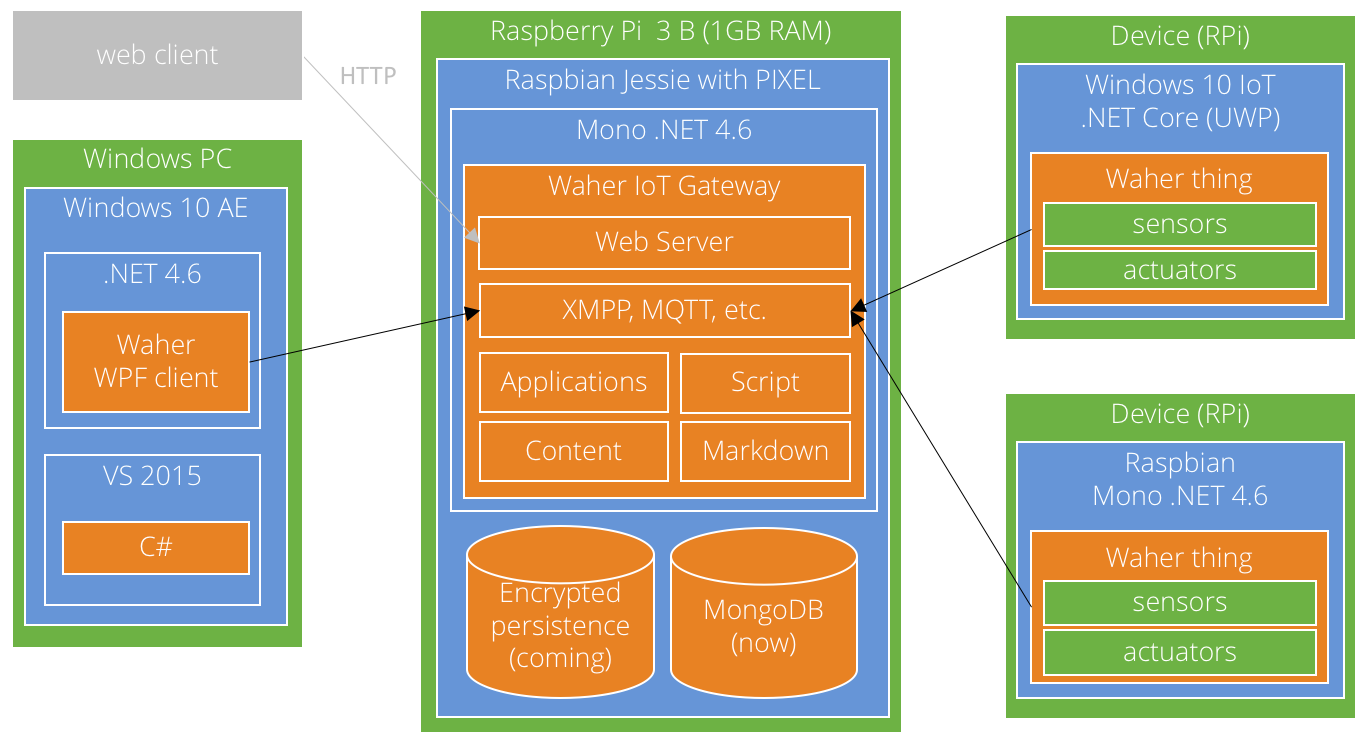 web client
HTTP
Windows PC
Windows 10 AE
.NET 4.6
Waher
WPF client
VS 2015
C#
Raspberry Pi  3 B (1GB RAM)
Raspbian Jessie with PIXEL
Mono .NET 4.6
Waher IoT Gateway
Web Server
XMPP, MQTT, etc.
Applications
Script
Content
Markdown
Encrypted
persistence
(coming)
MongoDB
(now)
Device (RPi)
Windows 10 IoT
.NET Core (UWP)
Waher thing
sensors
actuators
Device (RPi)
Raspbian
Mono .NET 4.6
Waher thing
sensors
actuators